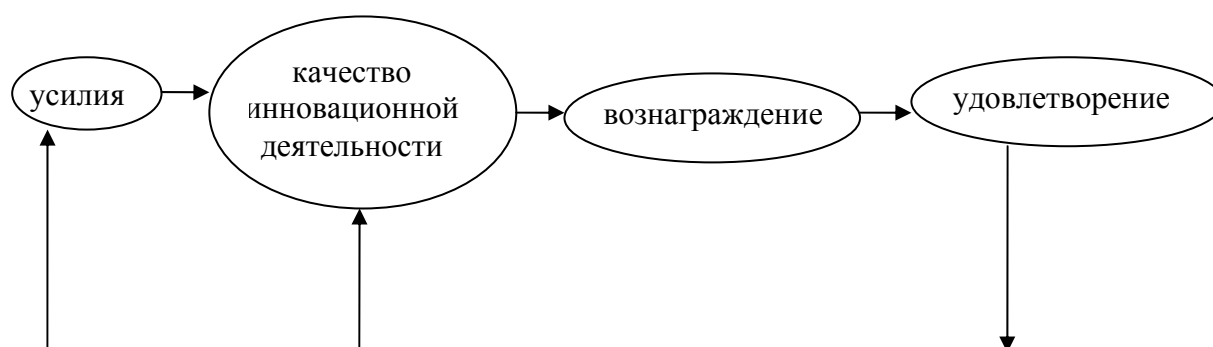 усилия
качество
инновационной
деятельности
вознаграждение
удовлетворение